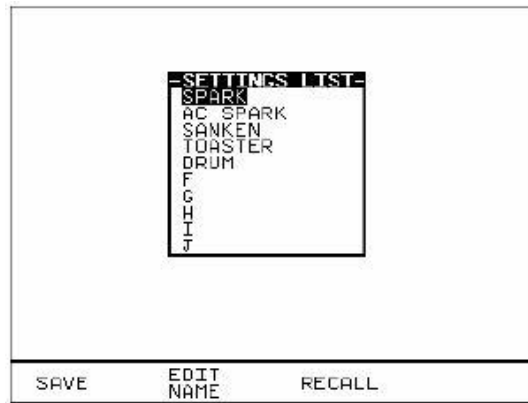 -SETTINGS LIST-
SPARK
AC SPARK
SANKEN
TOASTER
DRUM
F
G
H
I
J
SAVE
EDIT
NAME
RECALL